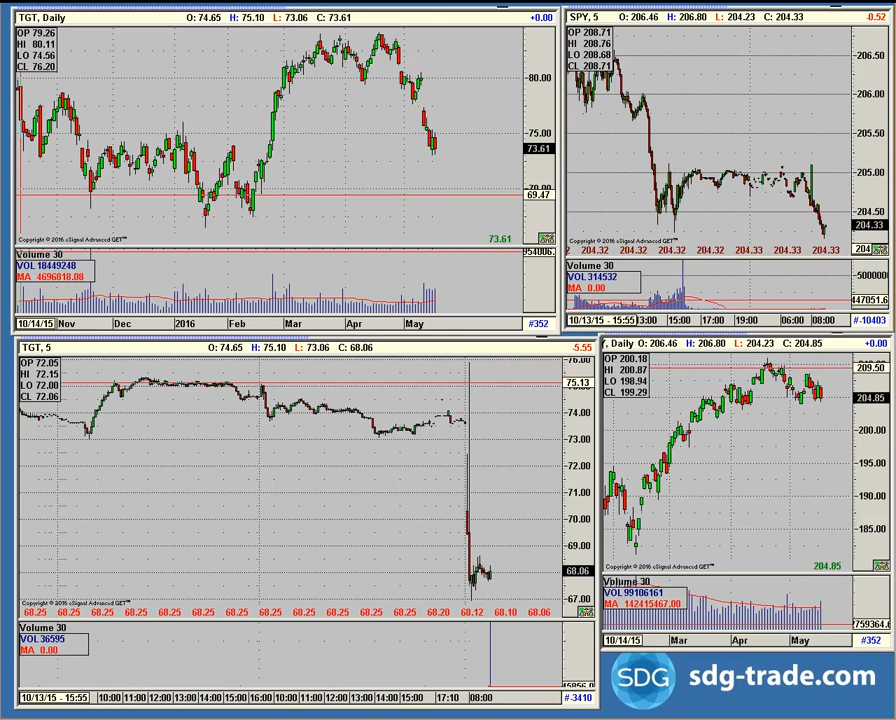 TGT, Daily O: 74.65 H: 75.10 L: 73.06 C: 73.61 +0.00
OP 79.26
HI 80.11
LO 74.56
CL 76.20
80.00
75.00
73.61
70.00
69.47
Copyright © 2016 eSignal Advanced GET™ 73.61
Volume 30
VOL 18449248
MA 4696818.08
954006.
10/14/15 Nov Dec 2016 Feb Mar Apr May #352
SPY, 5 O: 206.46 H: 206.80 L: 204.23 C: 204.33 -0.52
OP 208.71
HI 208.76
LO 208.68
CL 208.71
206.50
205.50
205.00
204.50
204.33
Copyright © 2016 eSignal Advanced GET™
204.32 204.32 204.32 204.32 204.33 204.33 204.33 204
Volume 30
VOL 314532
MA 0.00
500000
447051.6
10/13/15 - 15:55 13:00 15:00 17:00 19:00 06:00 08:00 #-10403
TGT, 5 O: 74.65 H: 75.10 L: 73.06 C: 68.06 -5.55
OP 72.05
HI 72.15
LO 72.00
CL 72.06
76.00
75.13
74.00
73.00
72.00
71.00
70.00
69.00
68.06
67.00
Copyright © 2016 eSignal Advanced GET™
68.25 68.25 68.25 68.25 68.25 68.25 68.25 68.25 68.25 68.20 68.12 68.10 68.06
Volume 30
VOL 36595
MA 0.00
45856.0
10/13/15 - 15:55 10:00 11:00 12:00 13:00 14:00 15:00 16:00 10:00 11:00 12:00 13:00 14:00 15:00 17:10 08:00 #-3410
Y, Daily O: 206.46 H: 206.80 L: 204.23 C: 204.85 +0.00
OP 200.18
HI 200.87
LO 198.94
CL 199.29
209.50
204.85
200.00
195.00
190.00
185.00
Copyright © 2016 eSignal Advanced GET™ 204.85
Volume 30
VOL 99106161
MA 142415467.00
759364.6
10/14/15 Mar Apr May #352
SDG sdg-trade.com